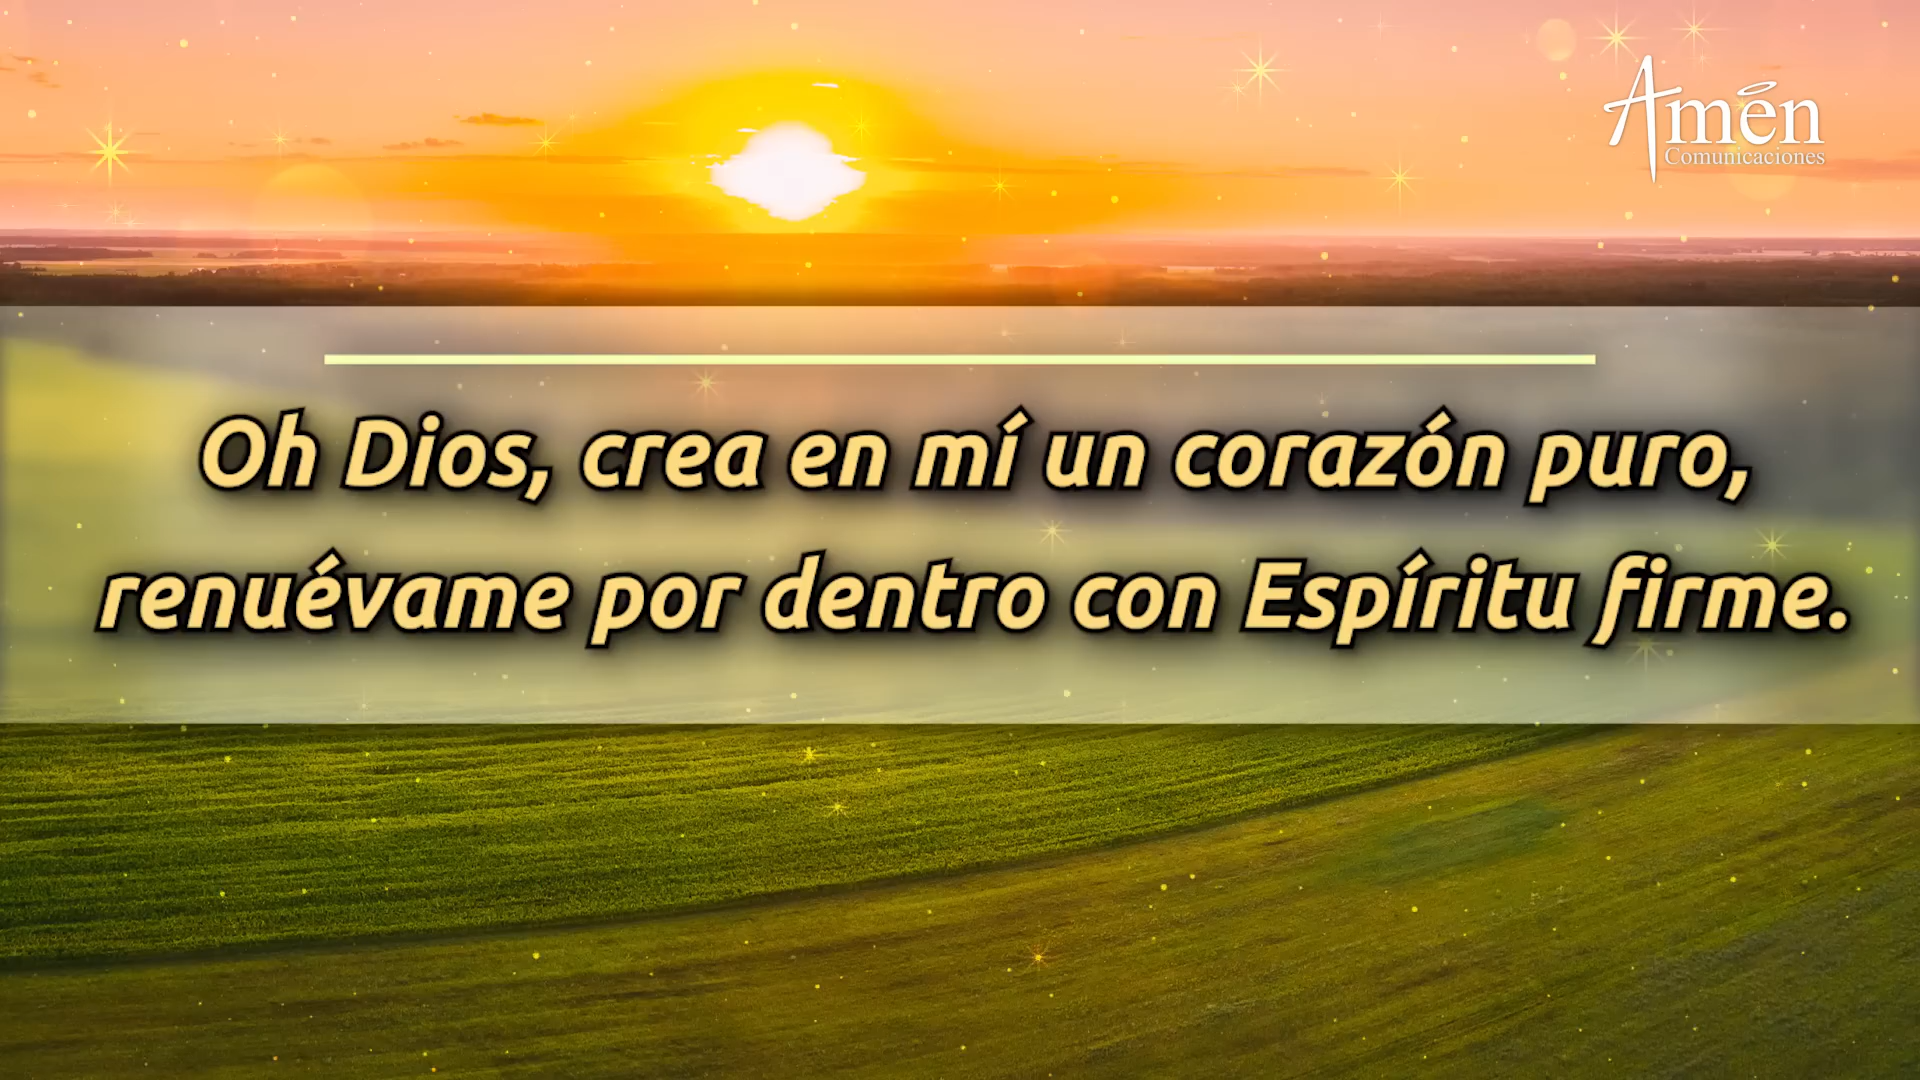 Amén
Comunicaciones
Oh Dios, crea en mí un corazón puro,
renuévame por dentro con Espíritu firme.